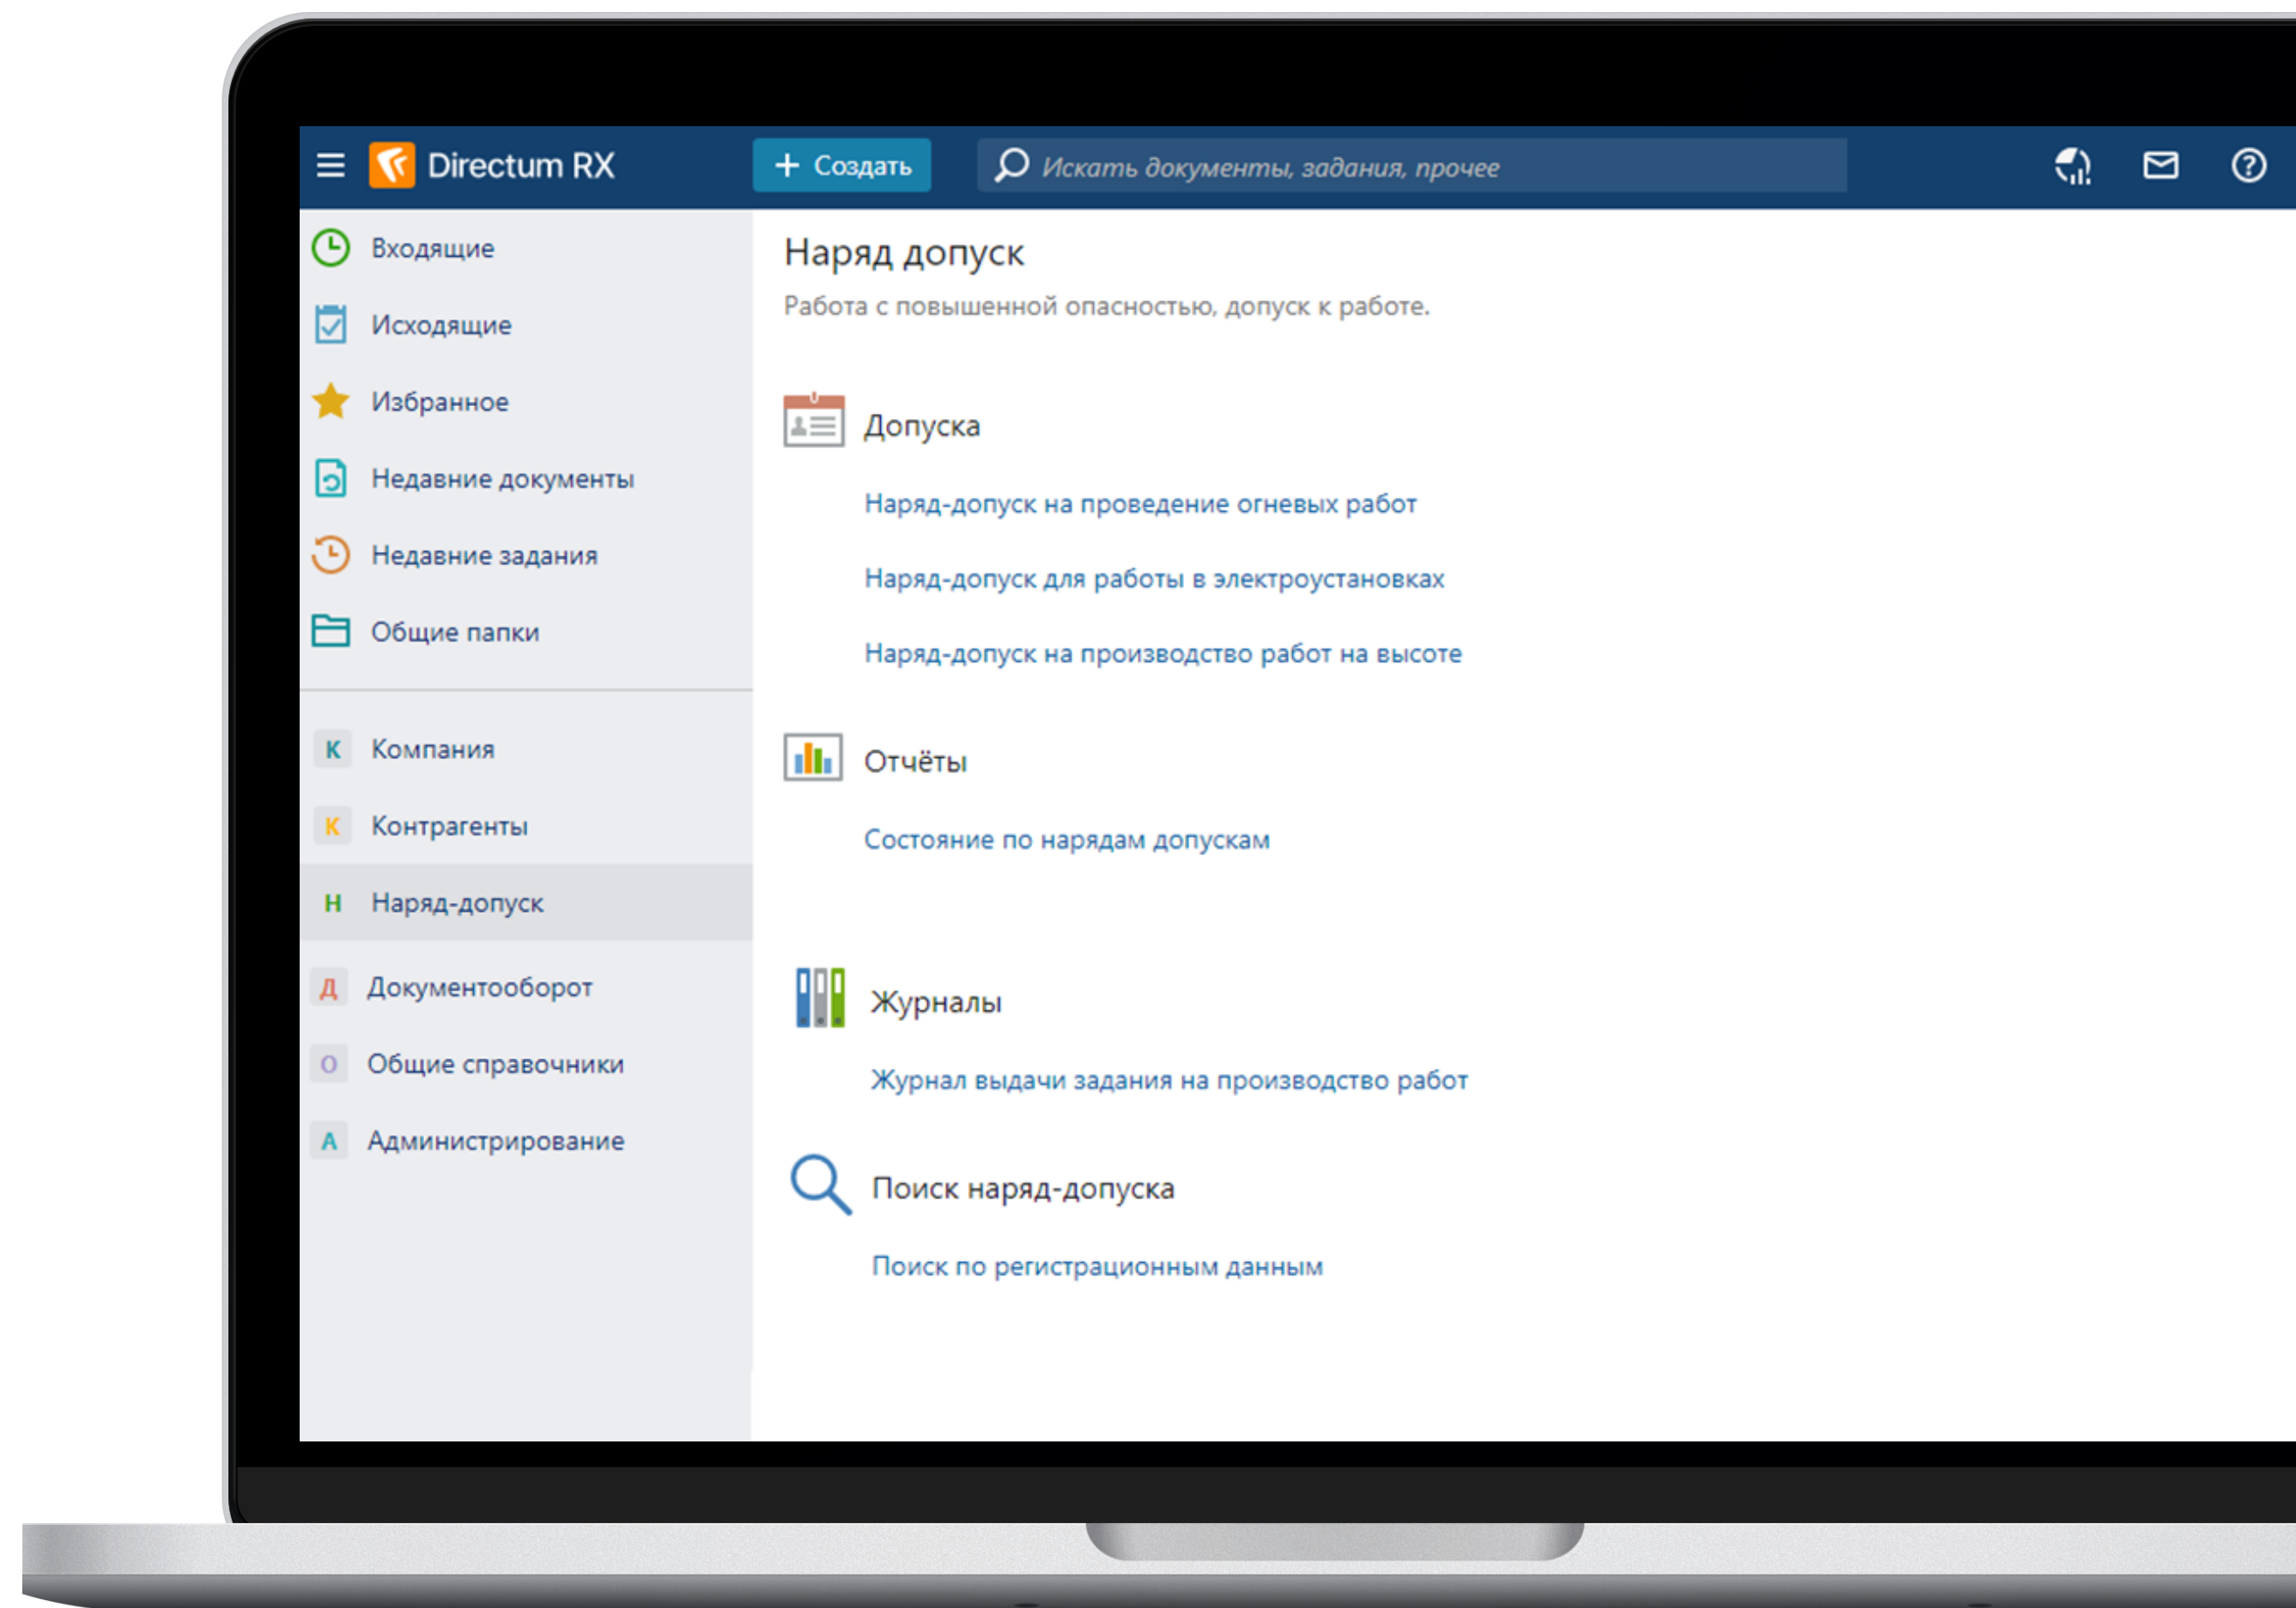 Directum RX
+ Создать
Искать документы, задания, прочее
Входящие
Исходящие
Избранное
Недавние документы
Недавние задания
Общие папки
К Компания
К Контрагенты
Н Наряд-допуск
Д Документооборот
О Общие справочники
А Администрирование
Наряд допуск
Работа с повышенной опасностью, допуск к работе.
Допуска
Наряд-допуск на проведение огневых работ
Наряд-допуск для работы в электроустановках
Наряд-допуск на производство работ на высоте
Отчёты
Состояние по нарядам допускам
Журналы
Журнал выдачи задания на производство работ
Поиск наряд-допуска
Поиск по регистрационным данным